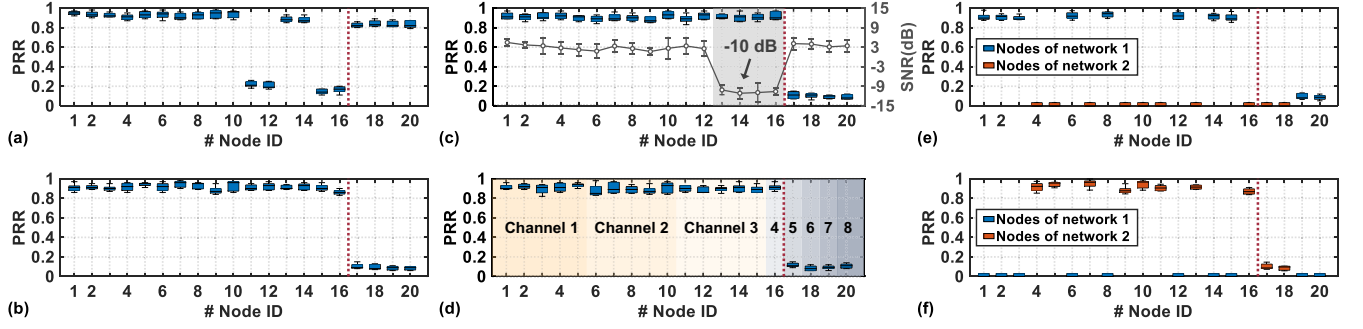 PRR
1
0.8
0.6
0.4
0.2
0
1 2 4 6 8 10 12 14 16 18 20
# Node ID
(a)
PRR
1
0.8
0.6
0.4
0.2
0
1 2 4 6 8 10 12 14 16 18 20
# Node ID
(b)
PRR
1
0.8
0.6
0.4
0.2
0
-10 dB
15
9
3
-3
-9
-15
SNR(dB)
1 2 4 6 8 10 12 14 16 18 20
# Node ID
(c)
PRR
1
0.8
0.6
0.4
0.2
0
Channel 1 Channel 2 Channel 3 4 5 6 7 8
1 2 4 6 8 10 12 14 16 18 20
# Node ID
(d)
PRR
1
0.8
0.6
0.4
0.2
0
Nodes of network 1
Nodes of network 2
1 2 4 6 8 10 12 14 16 18 20
# Node ID
(e)
PRR
1
0.8
0.6
0.4
0.2
0
Nodes of network 1
Nodes of network 2
1 2 4 6 8 10 12 14 16 18 20
# Node ID
(f)